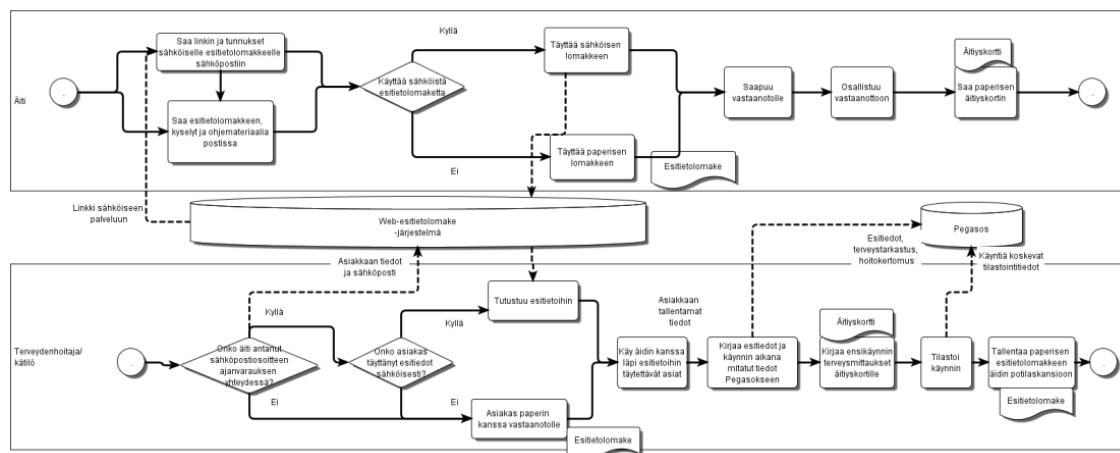 Saa linkin ja tunnukset
sähköiselle esitietolomakkeelle
sähköpostiin
Kyllä
Täyttää sähköisen
lomakkeen
Äitiyskortti
Äiti
Käyttää sähköistä
esitietolomaketta
Saapuu
vastaanotolle
Osallistuu
vastaanottoon
Saa paperisen
äitiyskortin
Saa esitietolomakkeen,
kyselyt ja ohjemateriaalia
postissa
Ei
Täyttää paperisen
lomakkeen
Esitietolomake
Linkki sähköiseen
palveluun
Web-esitietolomake
-järjestelmä
Pegasos
Asiakkaan tiedot
ja sähköposti
Esitiedot,
terveystarkastus,
hoitokertomus
Käyntiä koskevat
tilastointitiedot
Kyllä
Kyllä
Tutustuu esitietoihin
Asiakkaan
tallentamat
tiedot
Äitiyskortti
Terveydenhoitaja/
kätilö
Onko äiti antanut
sähköpostiosoitteen
ajanvarauksen
yhteydessä?
Onko asiakas
täyttänyt esitiedot
sähköisesti?
Käy äidin kanssa
läpi esitietoihin
täytettävät asiat
Kirjaa esitiedot ja
käynnin aikana
mitatut tiedot
Pegasokseen
Kirjaa ensikäynnin
terveysmittaukset
äitiyskortille
Tilastoi
käynnin
Tallentaa paperisen
esitietolomakkeen
äidin potilaskansioon
Ei
Ei
Asiakas paperin
kanssa vastaanotolle
Esitietolomake
Esitietolomake